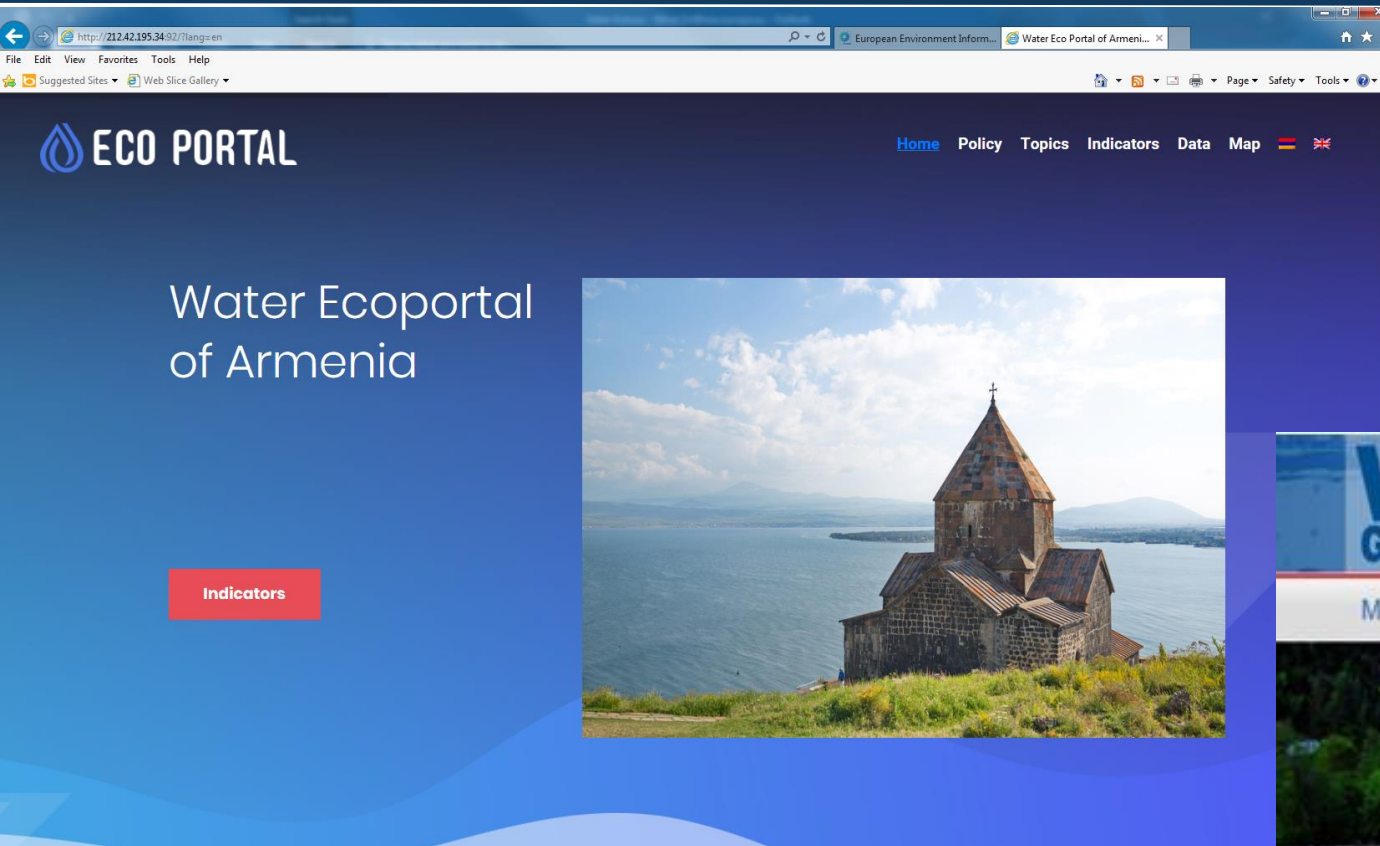 http://212.42.195.34:92/?lang=en
European Environment Inform...
Water Eco Portal of Armeni...
File Edit View Favorites Tools Help
Suggested Sites Web Slice Gallery
Page Safety Tools
ECO PORTAL
Home Policy Topics Indicators Data Map
Water Ecoportal
of Armenia
Indicators